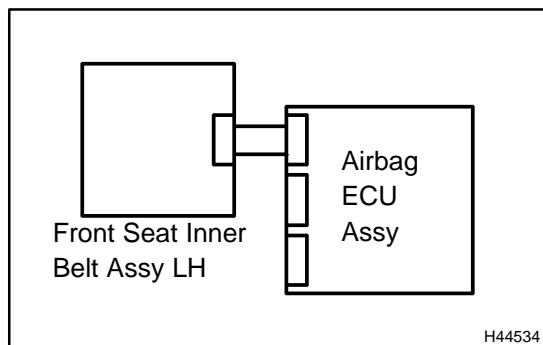 Front Seat Inner
Belt Assy LH
Airbag
ECU
Assy
H44534